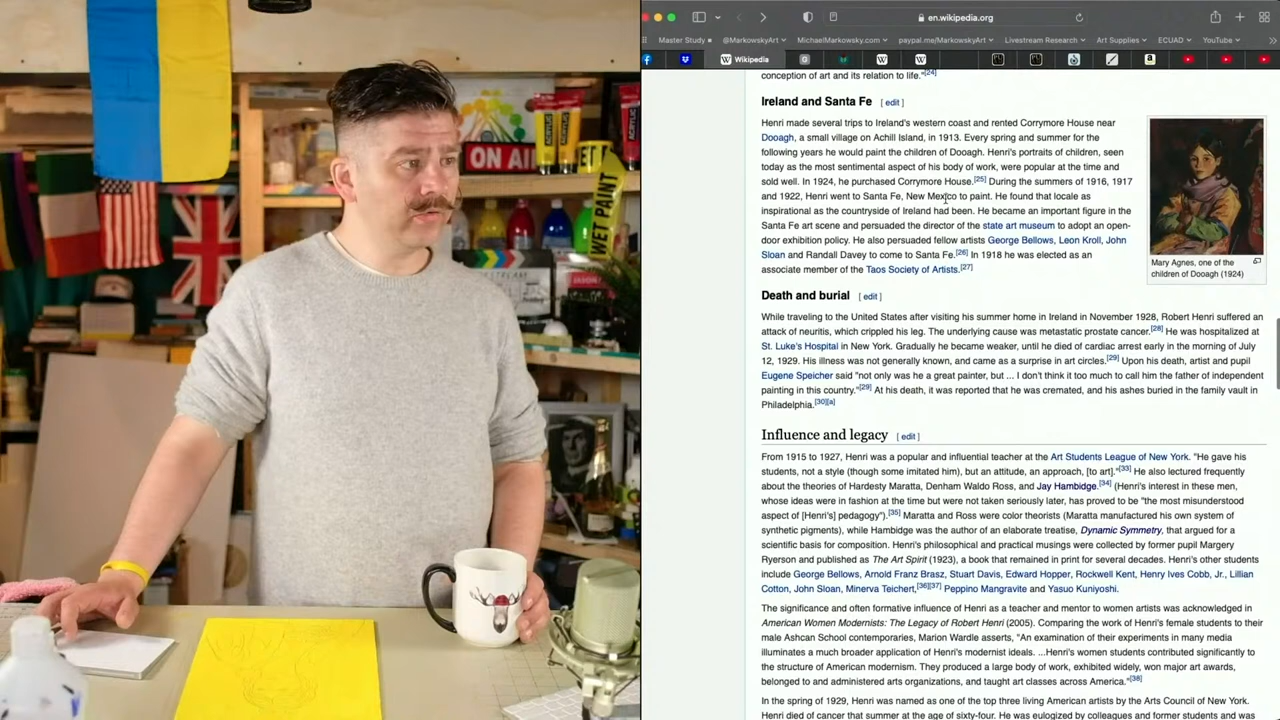 en.wikipedia.org
Master Study
@MarkowskyArt
MichaelMarkowsky.com
paypal.me/MarkowskyArt
Livestream Research
Art Supplies
ECUAD
YouTube
Wikipedia
conception of art and its relation to life."[24]
Ireland and Santa Fe [ edit ]
Henri made several trips to Ireland's western coast and rented Corrymore House near
Dooagh, a small village on Achill Island, in 1913. Every spring and summer for the
following years he would paint the children of Dooagh. Henri's portraits of children, seen
today as the most sentimental aspect of his body of work, were popular at the time and
sold well. In 1924, he purchased Corrymore House.[25] During the summers of 1916, 1917
and 1922, Henri went to Santa Fe, New Mexico to paint. He found that locale as
inspirational as the countryside of Ireland had been. He became an important figure in the
Santa Fe art scene and persuaded the director of the state art museum to adopt an open-
door exhibition policy. He also persuaded fellow artists George Bellows, Leon Kroll, John
Sloan and Randall Davey to come to Santa Fe.[26] In 1918 he was elected as an
associate member of the Taos Society of Artists.[27]
Mary Agnes, one of the
children of Dooagh (1924)
Death and burial [ edit ]
While traveling to the United States after visiting his summer home in Ireland in November 1928, Robert Henri suffered an
attack of neuritis, which crippled his leg. The underlying cause was metastatic prostate cancer.[28] He was hospitalized at
St. Luke's Hospital in New York. Gradually he became weaker, until he died of cardiac arrest early in the morning of July
12, 1929. His illness was not generally known, and came as a surprise in art circles.[29] Upon his death, artist and pupil
Eugene Speicher said "not only was he a great painter, but ... I don't think it too much to call him the father of independent
painting in this country."[29] At his death, it was reported that he was cremated, and his ashes buried in the family vault in
Philadelphia.[30][a]
Influence and legacy [ edit ]
From 1915 to 1927, Henri was a popular and influential teacher at the Art Students League of New York. "He gave his
students, not a style (though some imitated him), but an attitude, an approach, [to art]."[33] He also lectured frequently
about the theories of Hardesty Maratta, Denham Waldo Ross, and Jay Hambidge.[34] (Henri's interest in these men,
whose ideas were in fashion at the time but were not taken seriously later, has proved to be "the most misunderstood
aspect of [Henri's] pedagogy").[35] Maratta and Ross were color theorists (Maratta manufactured his own system of
synthetic pigments), while Hambidge was the author of an elaborate treatise, Dynamic Symmetry, that argued for a
scientific basis for composition. Henri's philosophical and practical musings were collected by former pupil Margery
Ryerson and published as The Art Spirit (1923), a book that remained in print for several decades. Henri's other students
include George Bellows, Arnold Franz Brasz, Stuart Davis, Edward Hopper, Rockwell Kent, Henry Ives Cobb, Jr., Lillian
Cotton, John Sloan, Minerva Teichert,[36][37] Peppino Mangravite and Yasuo Kuniyoshi.
The significance and often formative influence of Henri as a teacher and mentor to women artists was acknowledged in
American Women Modernists: The Legacy of Robert Henri (2005). Comparing the work of Henri's female students to their
male Ashcan School contemporaries, Marion Wardle asserts, "An examination of their experiments in many media
illuminates a much broader application of Henri's modernist ideals. ...Henri's women students contributed significantly to
the structure of American modernism. They produced a large body of work, exhibited widely, won major art awards,
belonged to and administered arts organizations, and taught art classes across America."[38]
In the spring of 1929, Henri was named as one of the top three living American artists by the Arts Council of New York.
Henri died of cancer that summer at the age of sixty-four. He was eulogized by colleagues and former students and was
ON AIR
WET PAINT
ACRYLIC
ACRYLIC